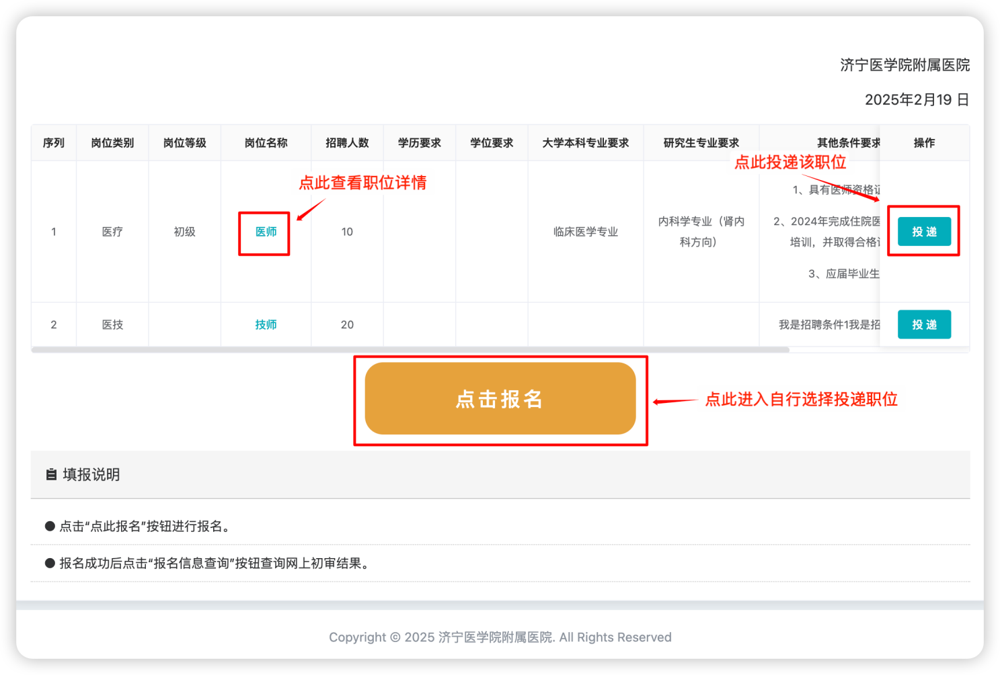 济宁医学院附属医院
2025年2月19 日
序列 岗位类别 岗位等级 岗位名称 招聘人数 学历要求 学位要求 大学本科专业要求 研究生专业要求 其他条件要求 操作
点此投递该职位
点此查看职位详情
1 医疗 初级 医师 10 临床医学专业 内科学专业（肾内
科方向）
1、具有医师资格
2、2024年完成住院医
培训，并取得合格
3、应届毕业生
投 递
2 医技 技师 20 我是招聘条件1我是招 投 递
点击报名
点此进入自行选择投递职位
填报说明
● 点击“点此报名”按钮进行报名。
● 报名成功后点击“报名信息查询”按钮查询网上初审结果。
Copyright © 2025 济宁医学院附属医院. All Rights Reserved